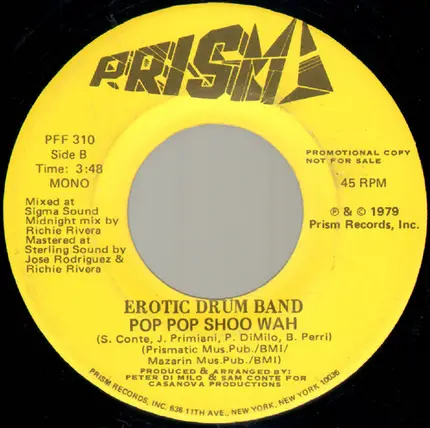 PRISM
PFF 310
Side B
Time: 3:48
MONO
PROMOTIONAL COPY
NOT FOR SALE
45 RPM
Mixed at
Sigma Sound
Midnight mix by
Richie Rivera
Mastered at
Sterling Sound by
Jose Rodriguez &
Richie Rivera
℗ & © 1979
Prism Records, Inc.
EROTIC DRUM BAND
POP POP SHOO WAH
(S. Conte, J. Primiani, P. DiMilo, B. Perri)
(Prismatic Mus.Pub./BMI/
Mazarin Mus.Pub./BMI)
PRODUCED & ARRANGED BY:
PETER DI MILO & SAM CONTE FOR
CASANOVA PRODUCTIONS
PRISM RECORDS, INC. 636 11TH AVE., NEW YORK, NEW YORK 10036